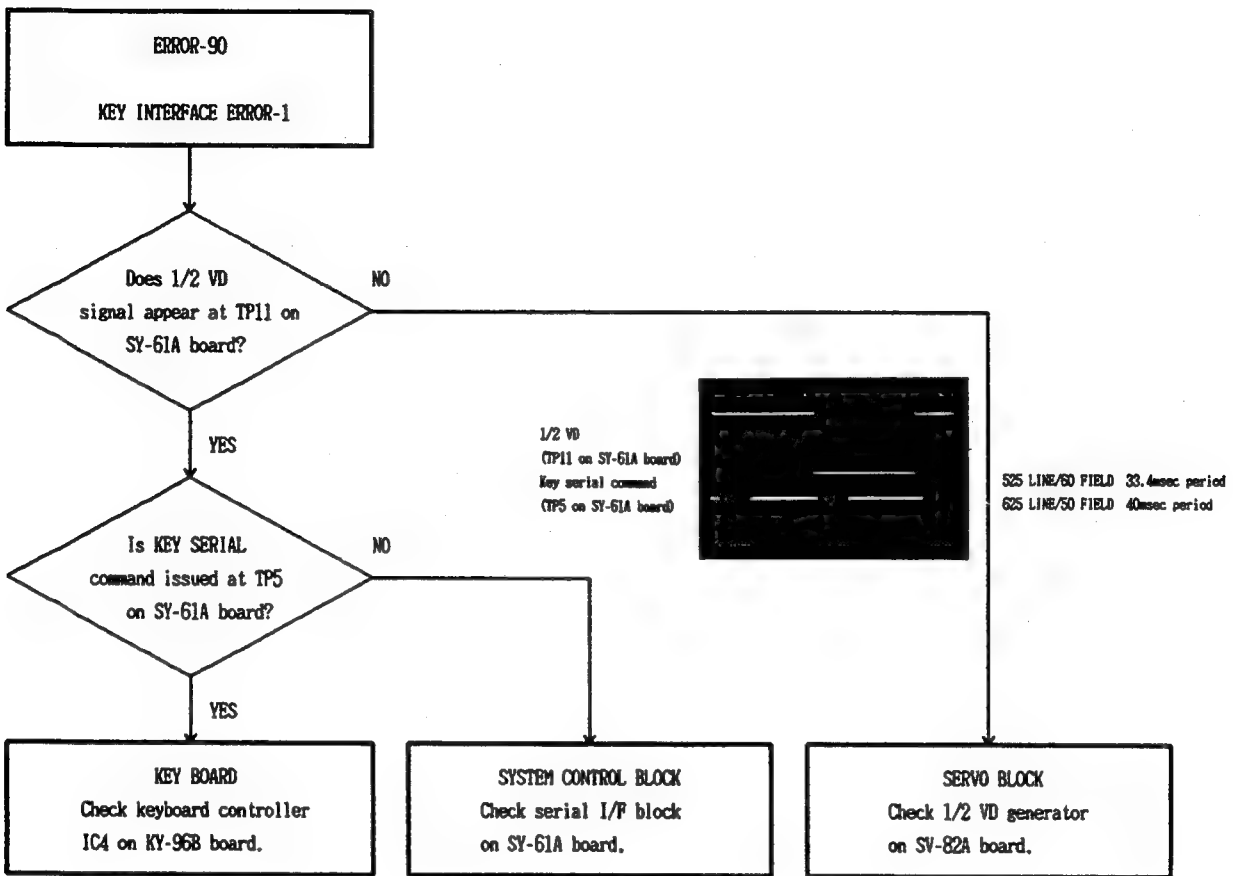 ERROR-90
KEY INTERFACE ERROR-1
Does 1/2 VD
signal appear at TP11 on
SY-61A board?
NO
YES
1/2 VD
(TP11 on SY-61A board)
Key serial command
(TP5 on SY-61A board)
525 LINE/60 FIELD 33.4msec period
625 LINE/50 FIELD 40msec period
Is KEY SERIAL
command issued at TP5
on SY-61A board?
NO
YES
KEY BOARD
Check keyboard controller
IC4 on KY-96B board.
SYSTEM CONTROL BLOCK
Check serial I/F block
on SY-61A board.
SERVO BLOCK
Check 1/2 VD generator
on SV-82A board.